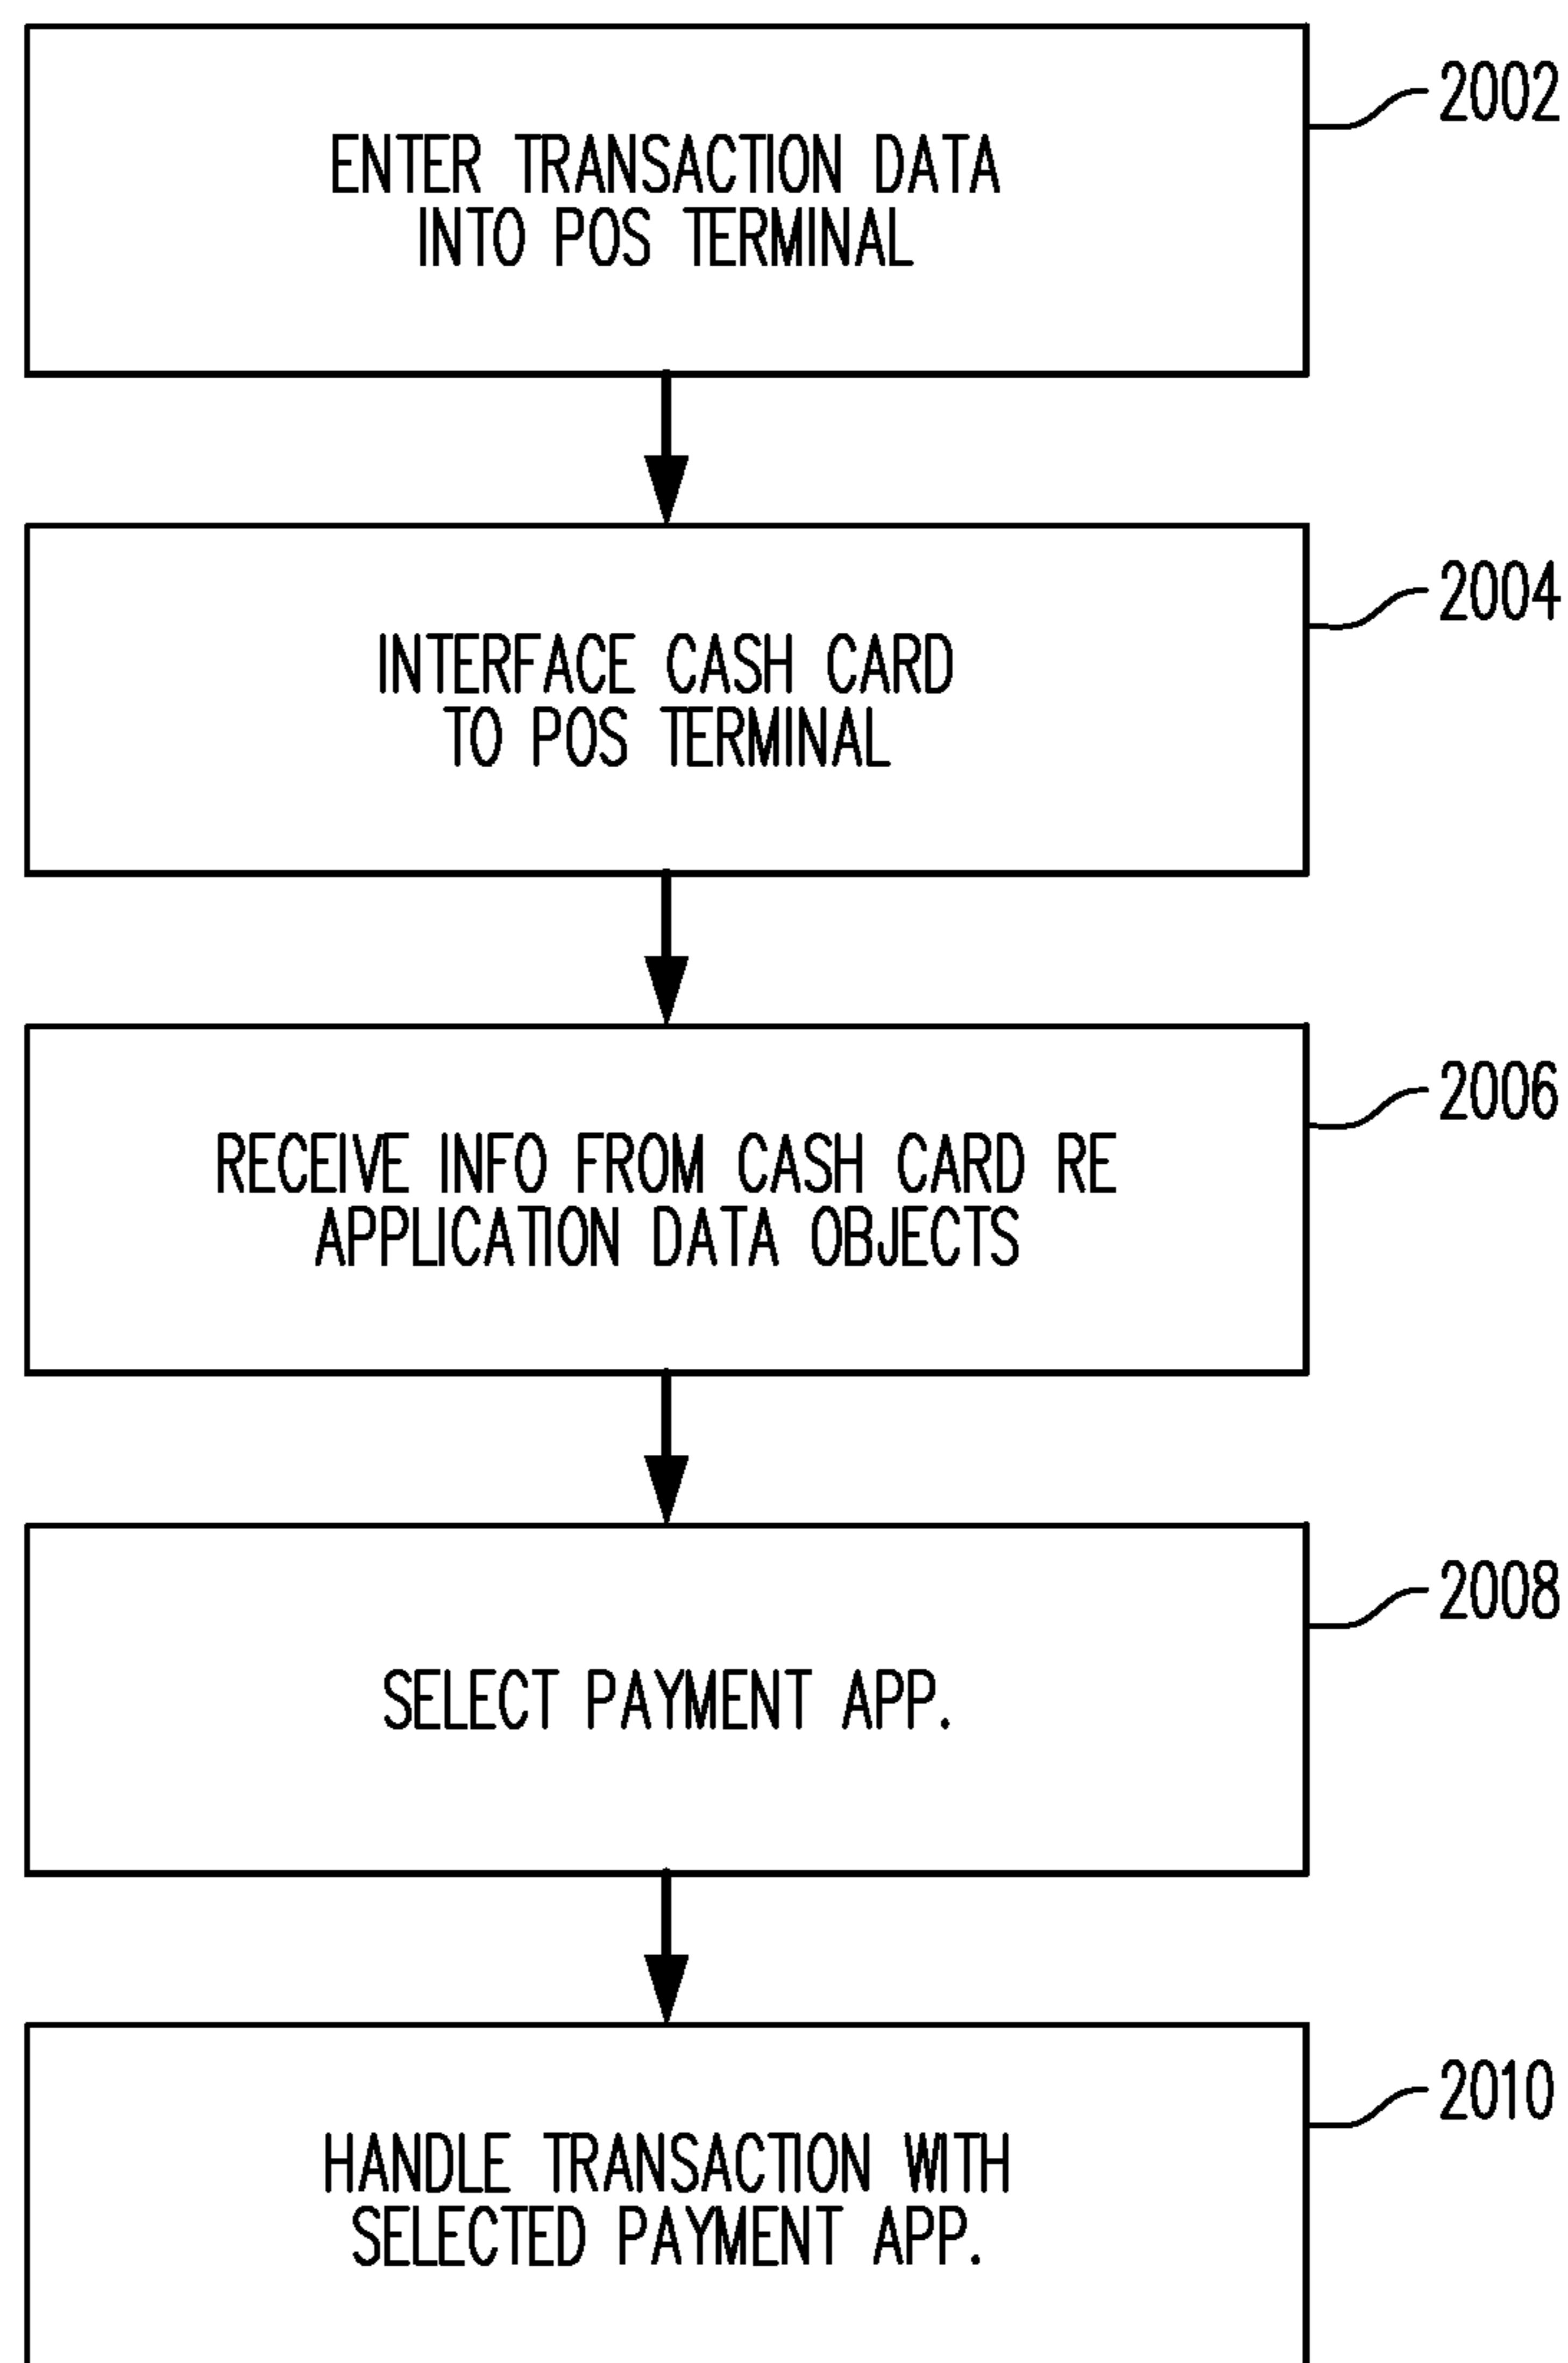 2002
ENTER TRANSACTION DATA
INTO POS TERMINAL
2004
INTERFACE CASH CARD
TO POS TERMINAL
2006
RECEIVE INFO FROM CASH CARD RE
APPLICATION DATA OBJECTS
2008
SELECT PAYMENT APP.
2010
HANDLE TRANSACTION WITH
SELECTED PAYMENT APP.